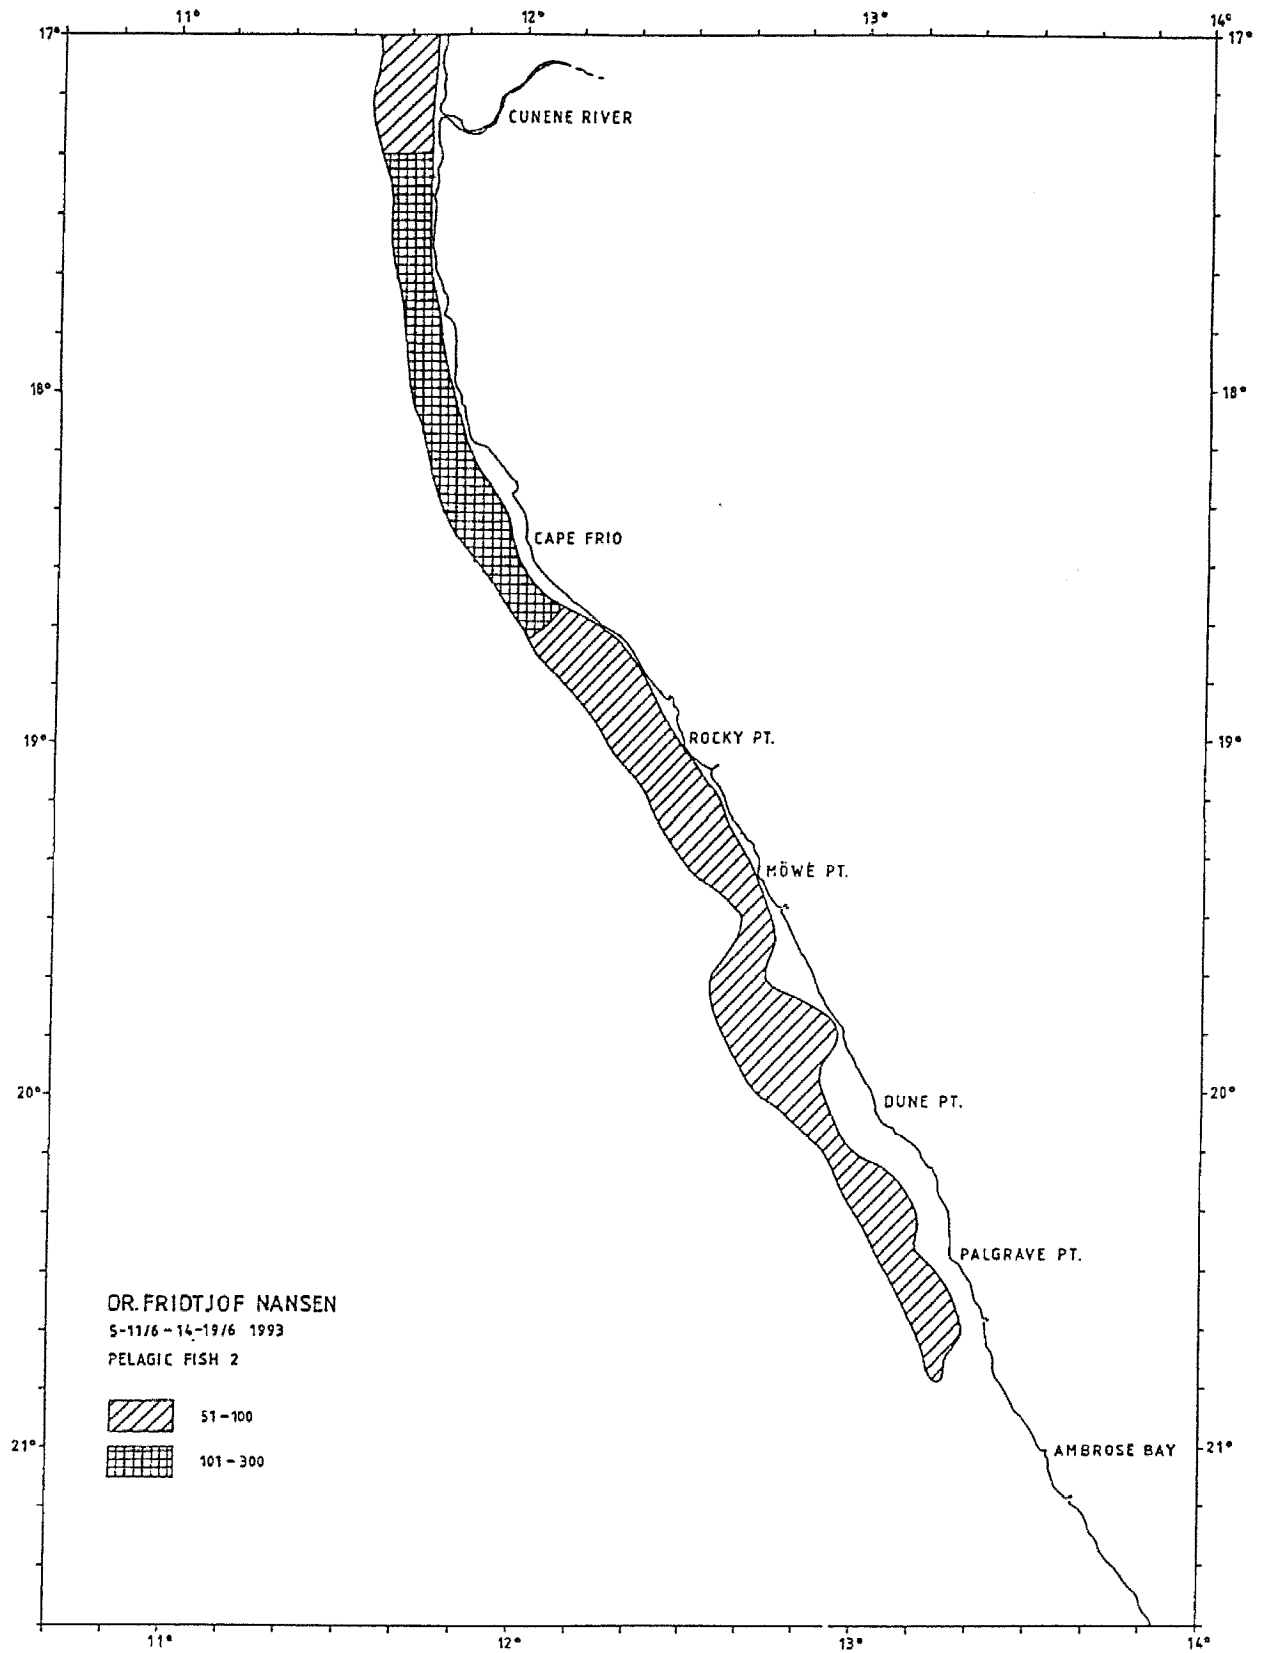 11° 12° 13° 14°
17° 17°
CUNENE RIVER
18° 18°
CAPE FRIO
19° ROCKY PT. 19°
MÖWE PT.
20° DUNE PT. 20°
PALGRAVE PT.
DR. FRIDTJOF NANSEN
5-11/6 - 14-19/6 1993
PELAGIC FISH 2
51-100
21° AMBROSE BAY 21°
101-300
11° 12° 13° 14°